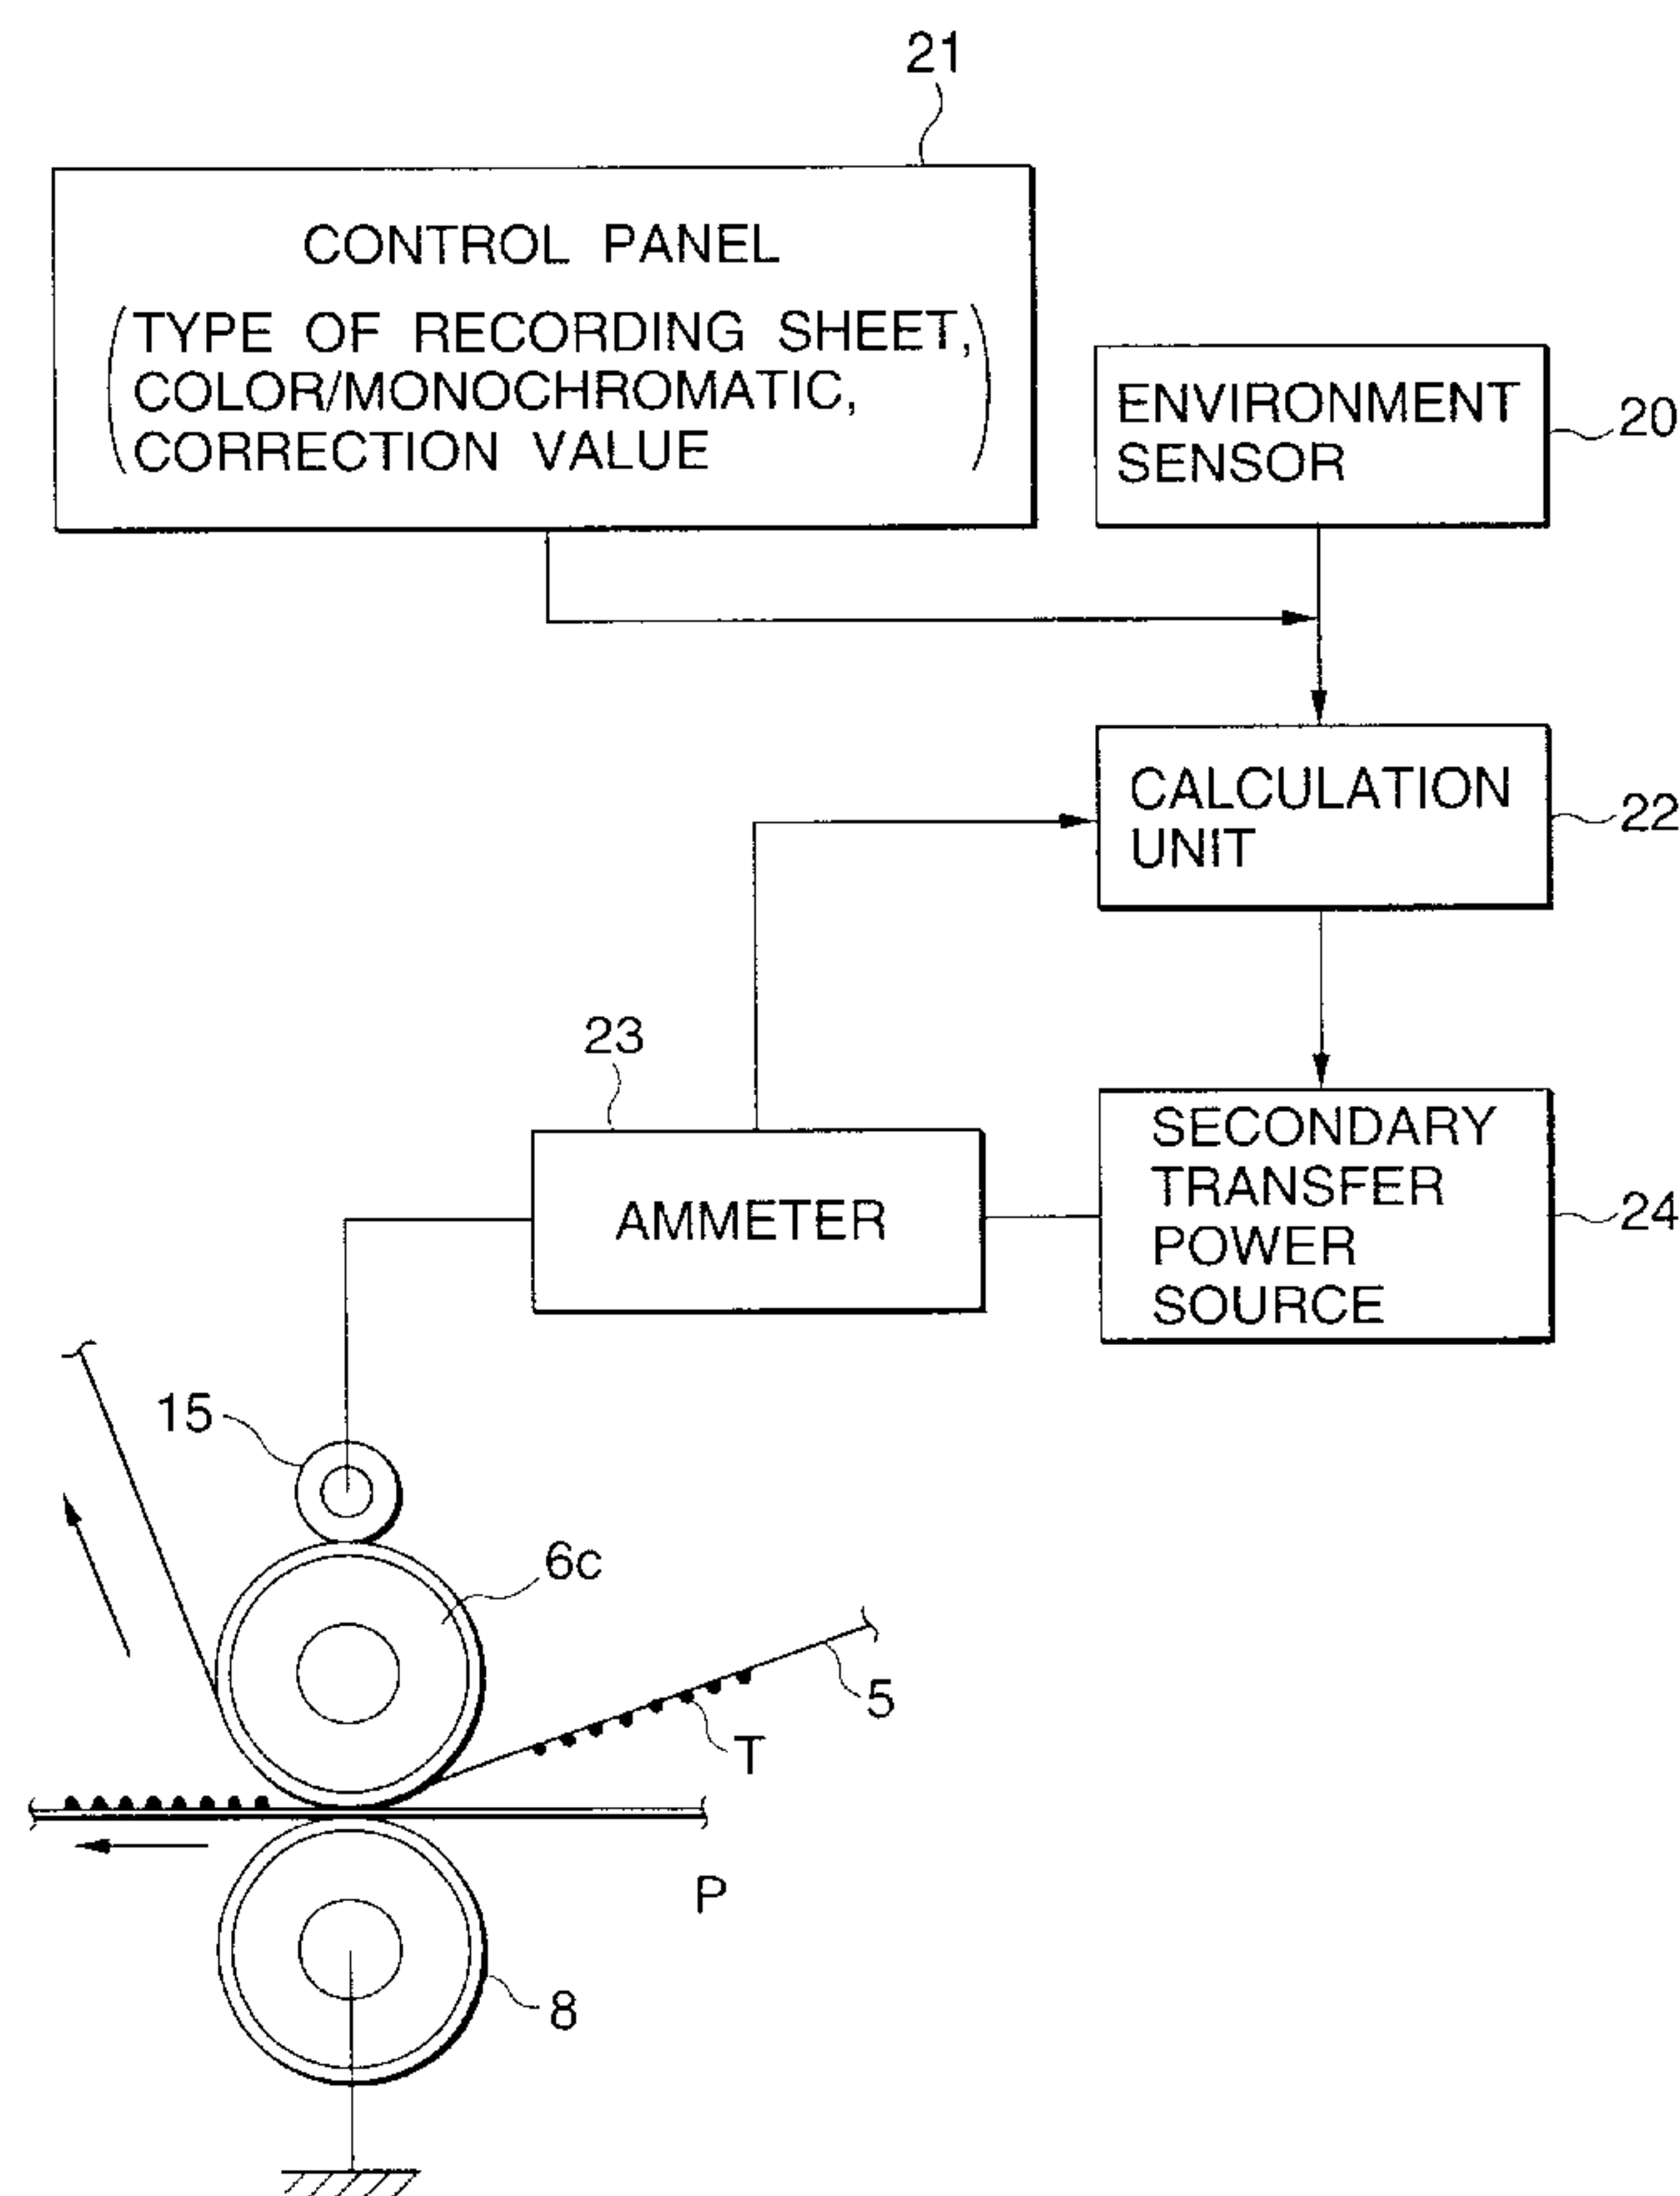 21
CONTROL PANEL
(TYPE OF RECORDING SHEET,
COLOR/MONOCHROMATIC,
CORRECTION VALUE)
ENVIRONMENT
SENSOR
20
CALCULATION
UNIT
22
23
AMMETER
SECONDARY
TRANSFER
POWER
SOURCE
24
15
6c
5
T
P
8